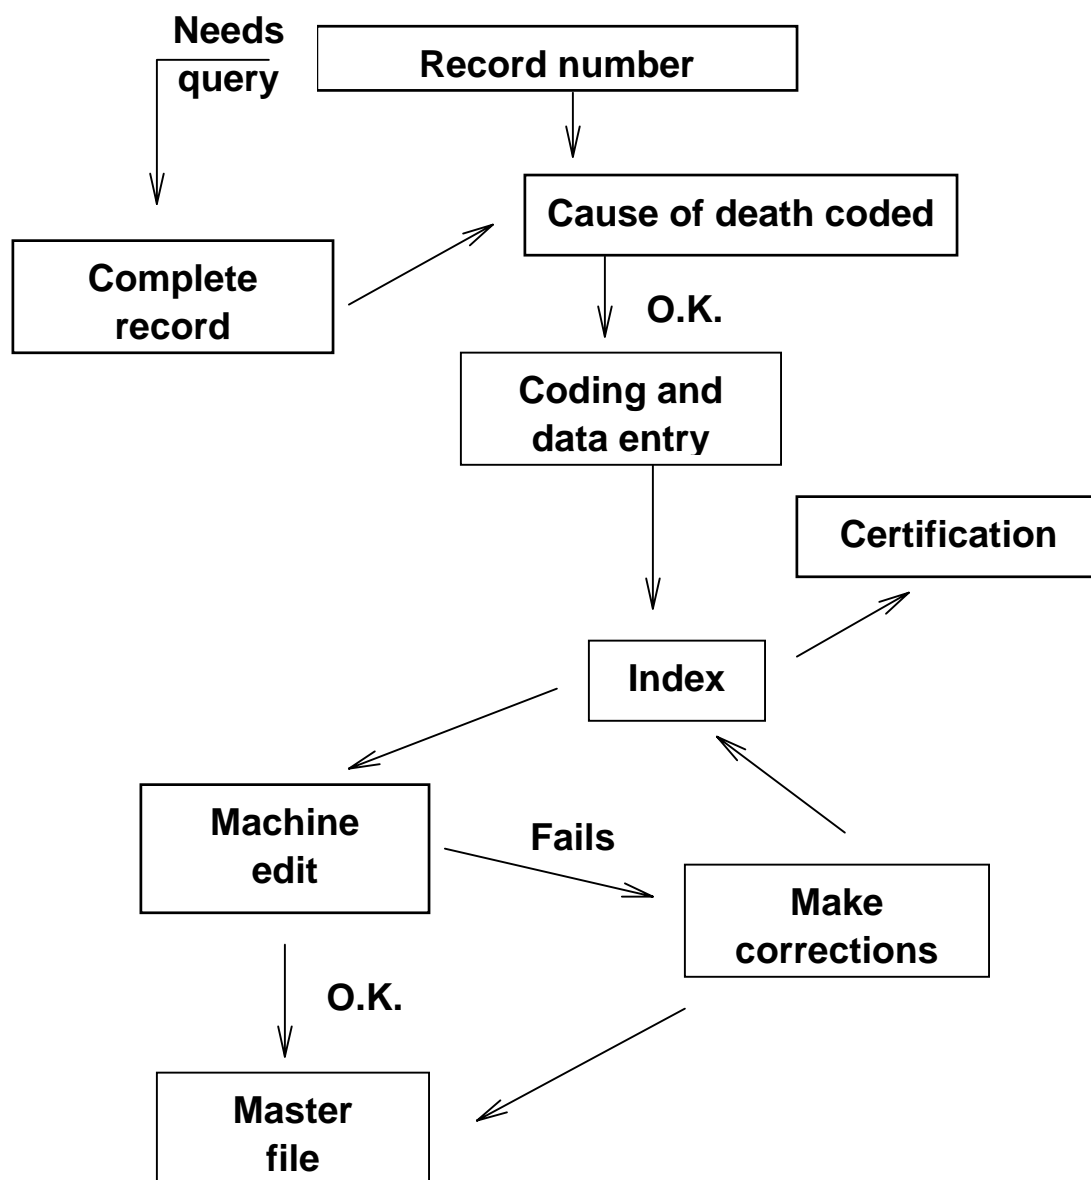 Needs
query
Record number
Cause of death coded
Complete
record
O.K.
Coding and
data entry
Certification
Index
Machine
edit
Fails
Make
corrections
O.K.
Master
file